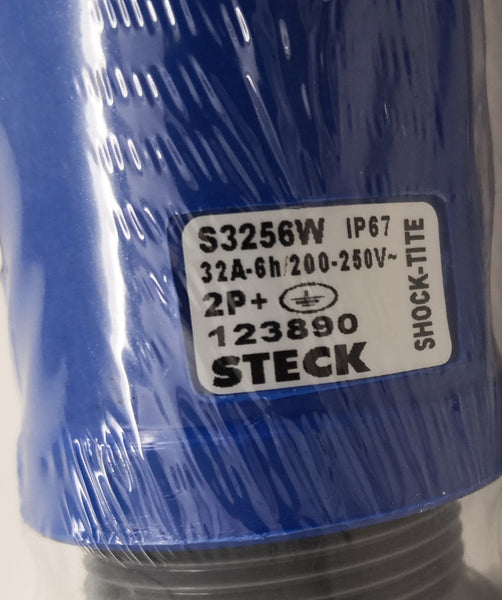 S3256W IP67
32A-6h/200-250V~
2P+
123890
STECK
SHOCK-TITE